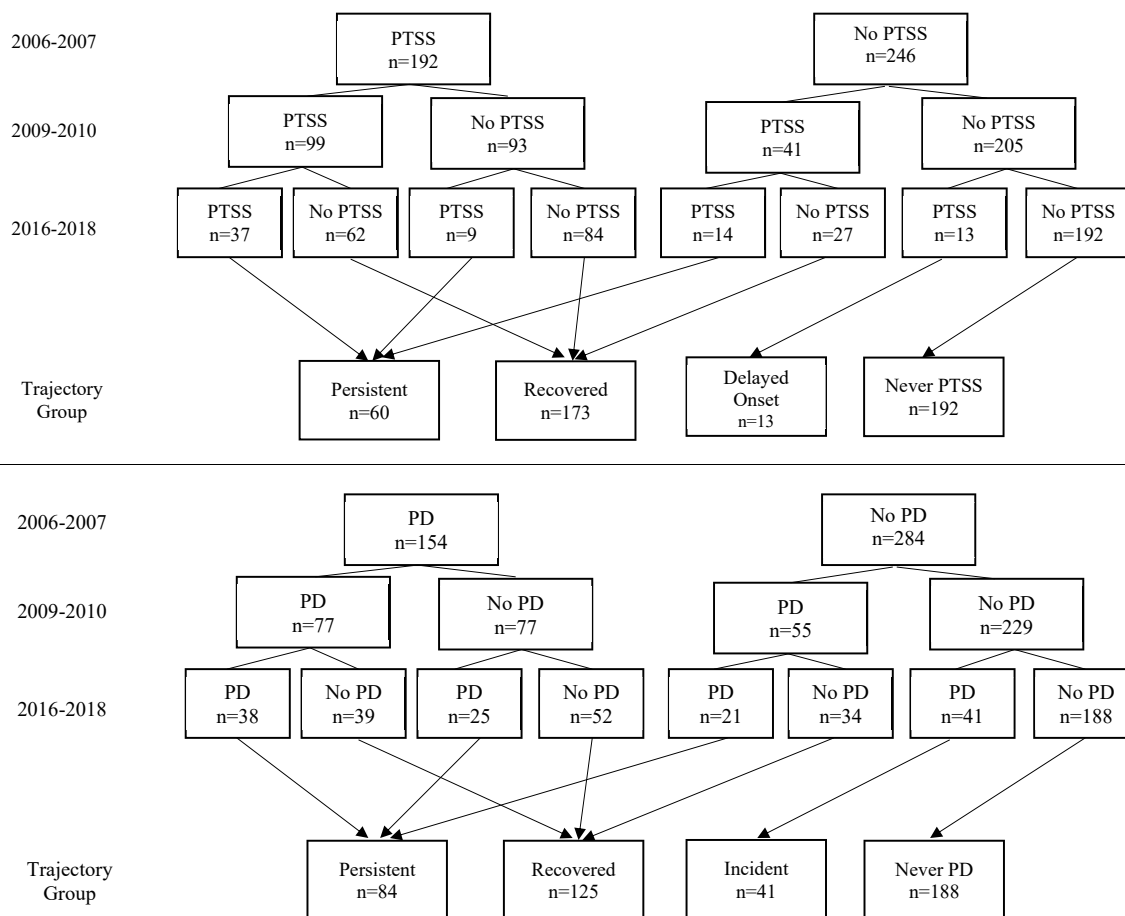 2006-2007
PTSS
n=192
No PTSS
n=246
2009-2010
PTSS
n=99
No PTSS
n=93
PTSS
n=41
No PTSS
n=205
2016-2018
PTSS
n=37
No PTSS
n=62
PTSS
n=9
No PTSS
n=84
PTSS
n=14
No PTSS
n=27
PTSS
n=13
No PTSS
n=192
Trajectory
Group
Persistent
n=60
Recovered
n=173
Delayed
Onset
n=13
Never PTSS
n=192
2006-2007
PD
n=154
No PD
n=284
2009-2010
PD
n=77
No PD
n=77
PD
n=55
No PD
n=229
2016-2018
PD
n=38
No PD
n=39
PD
n=25
No PD
n=52
PD
n=21
No PD
n=34
PD
n=41
No PD
n=188
Trajectory
Group
Persistent
n=84
Recovered
n=125
Incident
n=41
Never PD
n=188